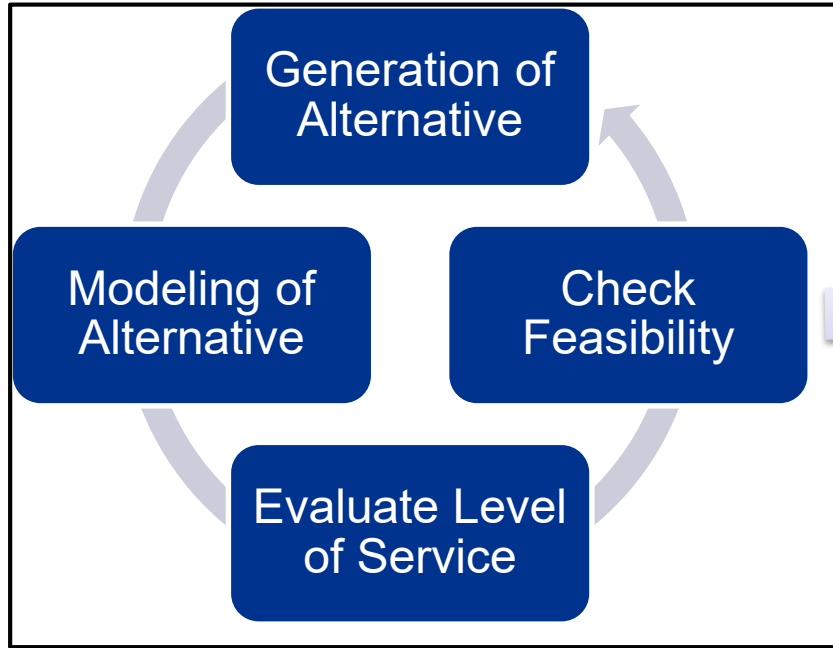 Generation of
Alternative
Modeling of
Alternative
Check
Feasibility
Evaluate Level
of Service